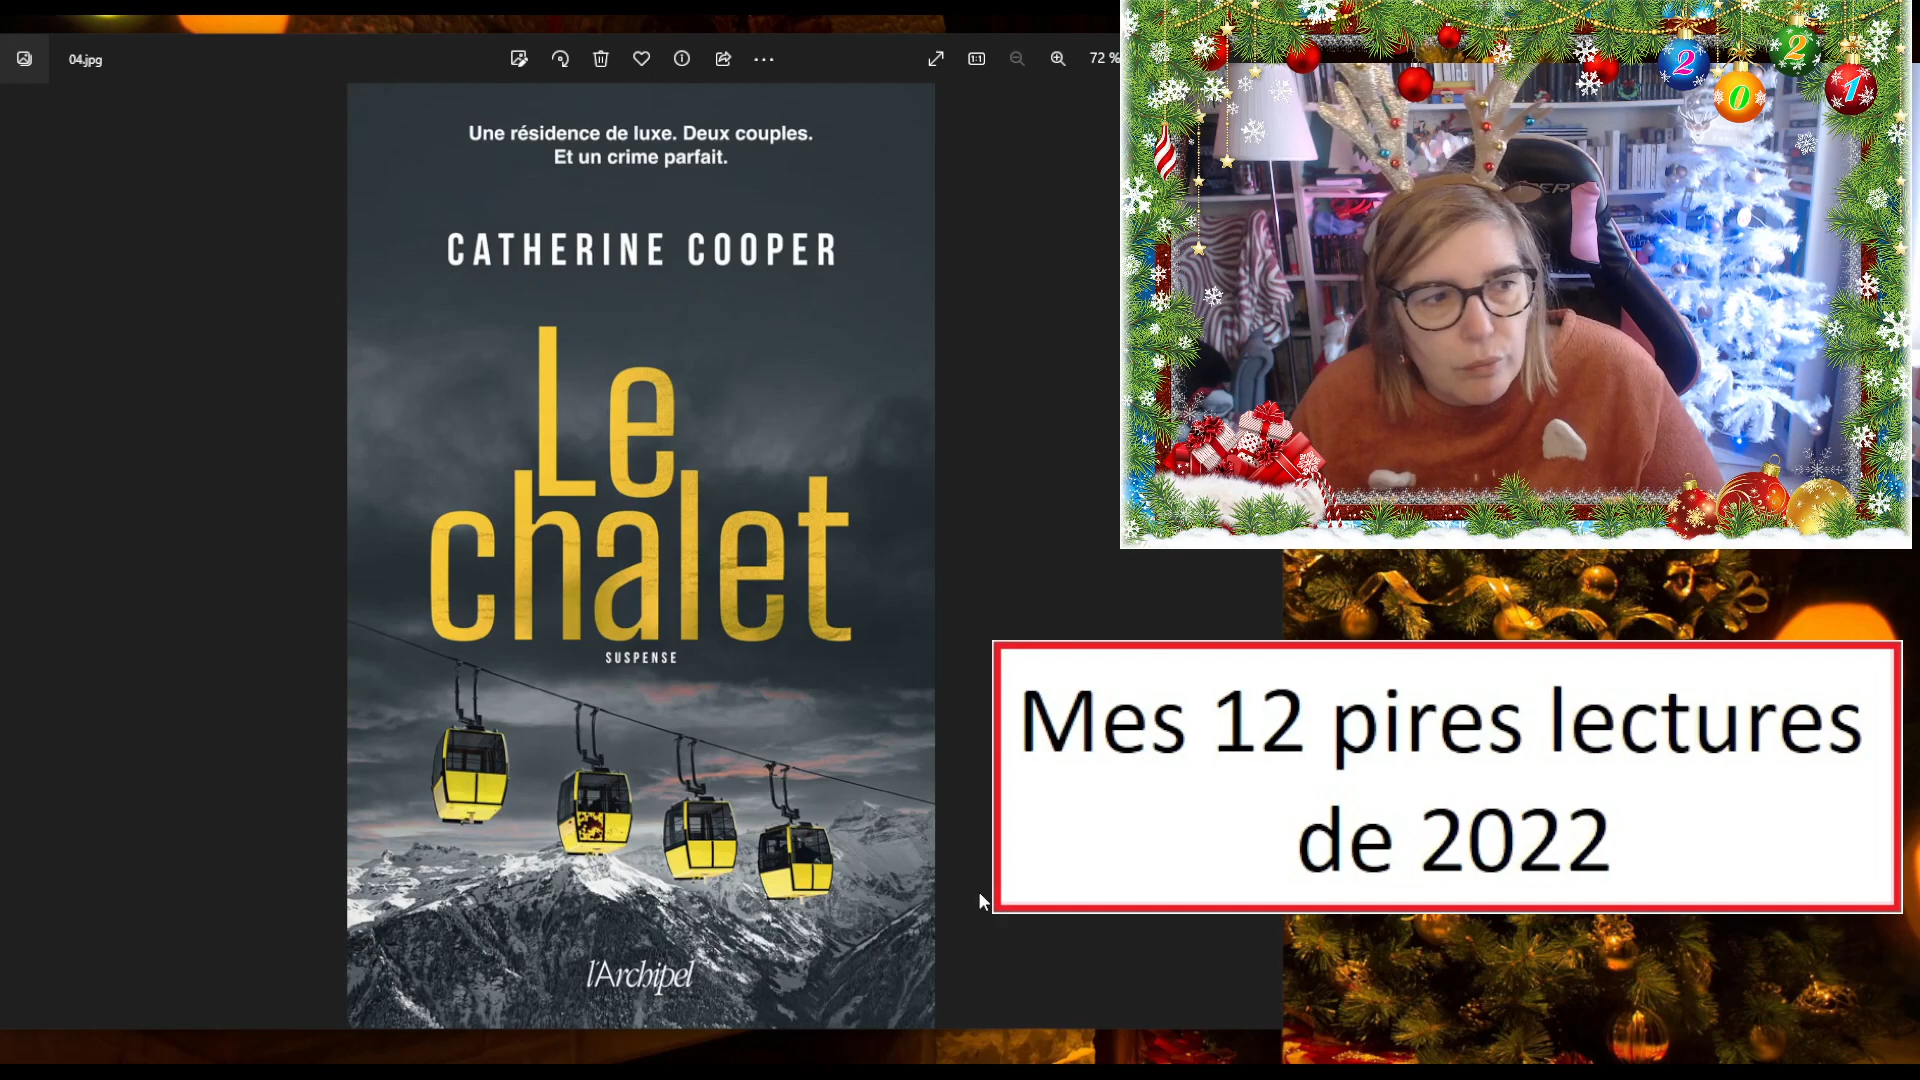 04.jpg
72 %
Une résidence de luxe. Deux couples.
Et un crime parfait.
CATHERINE COOPER
Le
chalet
SUSPENSE
l'Archipel
2 0 2 1
Mes 12 pires lectures
de 2022